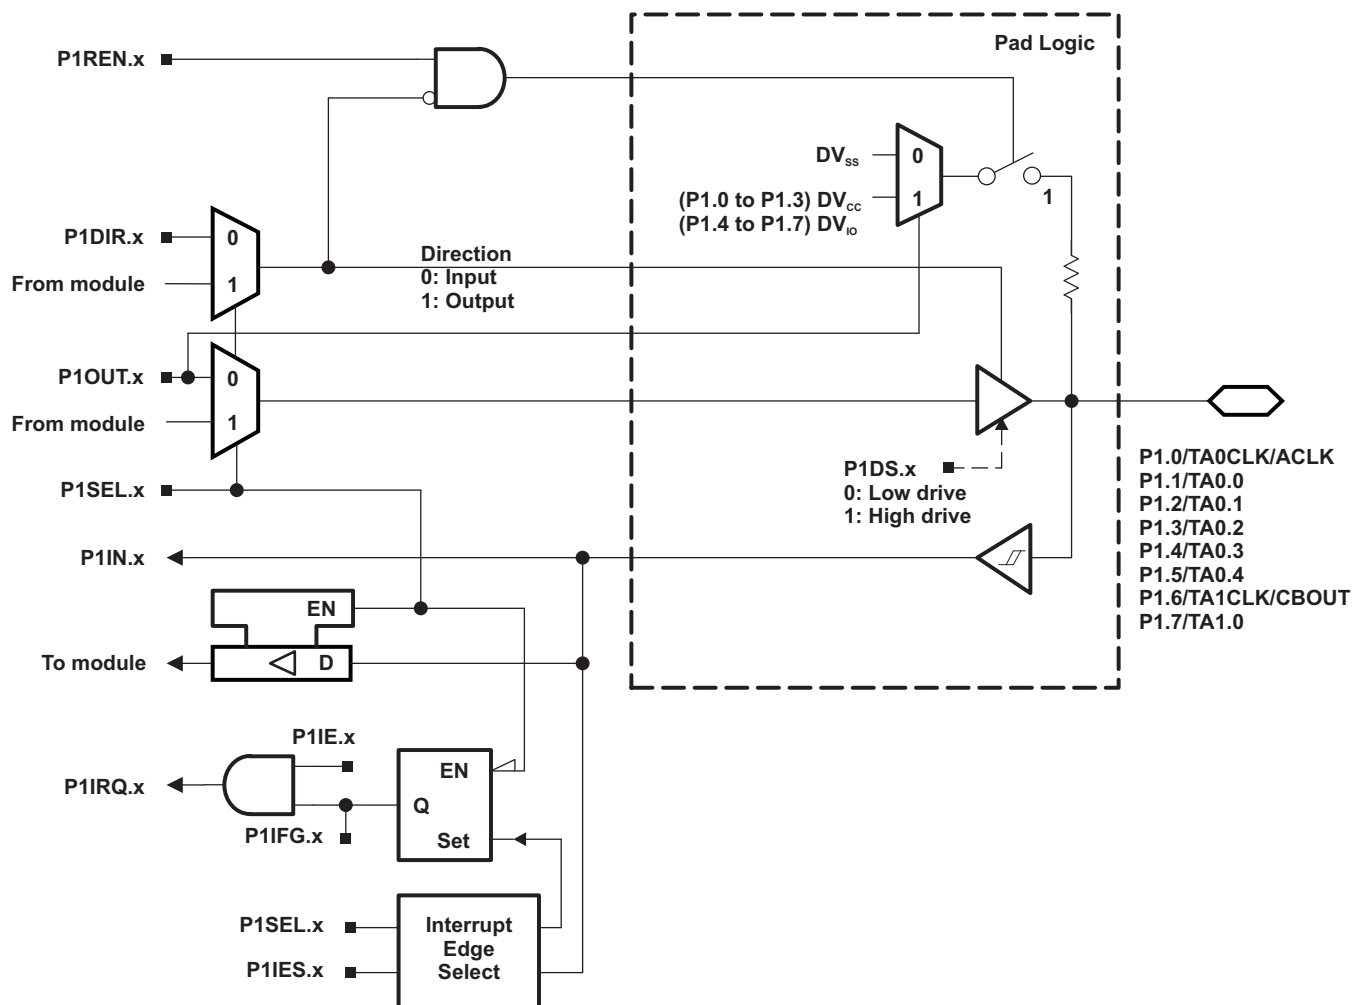 Pad Logic
P1REN.x
DVSS
0
(P1.0 to P1.3) DVCC
1
(P1.4 to P1.7) DVIO
1
P1DIR.x
0
From module
1
Direction
0: Input
1: Output
P1OUT.x
0
From module
1
P1SEL.x
P1DS.x
0: Low drive
1: High drive
P1.0/TA0CLK/ACLK
P1.1/TA0.0
P1.2/TA0.1
P1.3/TA0.2
P1.4/TA0.3
P1.5/TA0.4
P1.6/TA1CLK/CBOUT
P1.7/TA1.0
P1IN.x
EN
To module
D
P1IE.x
P1IRQ.x
EN
Q
P1IFG.x
Set
P1SEL.x
P1IES.x
Interrupt
Edge
Select